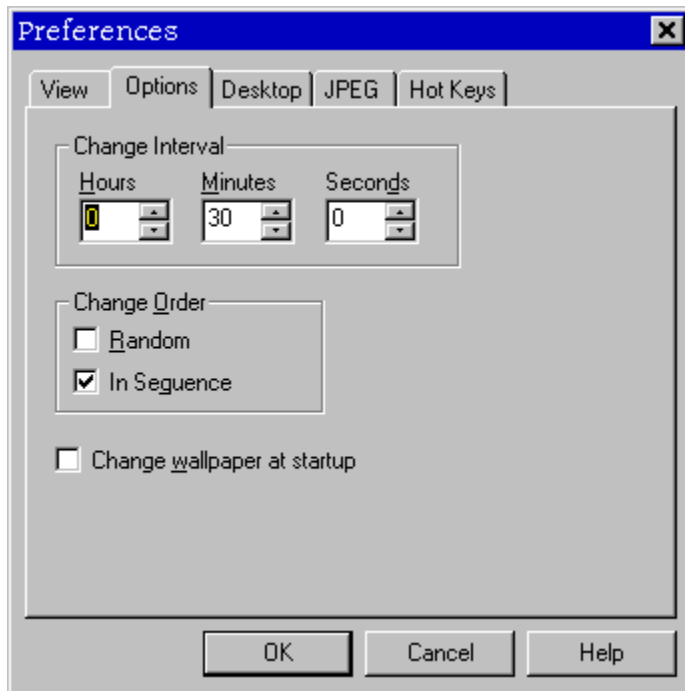 Preferences
View Options Desktop JPEG Hot Keys
Change Interval
Hours Minutes Seconds
0 30 0
Change Order
Random
In Seguence
Change wallpaper at startup
OK Cancel Help